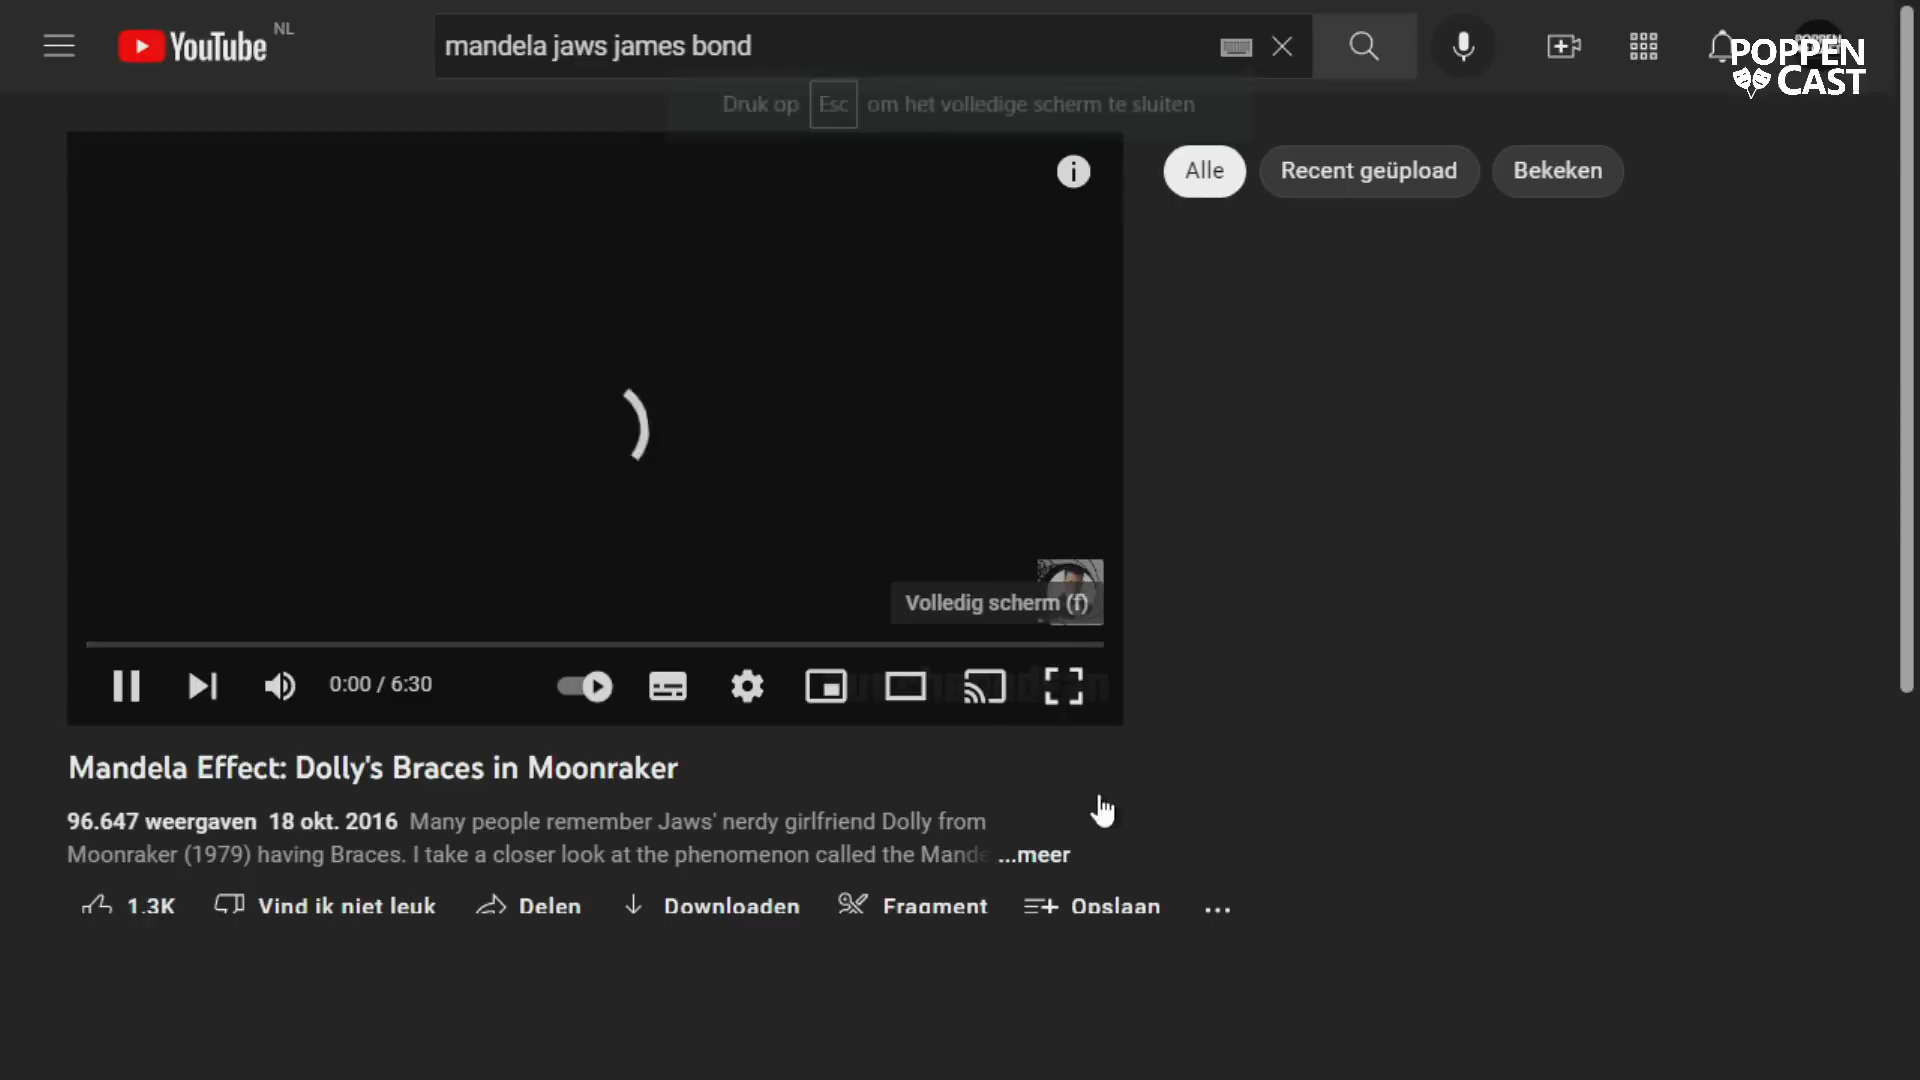 YouTube NL
mandela jaws james bond
POPPEN
CAST
Druk op Esc om het volledige scherm te sluiten
Alle
Recent geüpload
Bekeken
Volledig scherm (f)
0:00 / 6:30
Mandela Effect: Dolly's Braces in Moonraker
96.647 weergaven 18 okt. 2016 Many people remember Jaws' nerdy girlfriend Dolly from
Moonraker (1979) having Braces. I take a closer look at the phenomenon called the Mande ...meer
1.3K
Vind ik niet leuk
Delen
Downloaden
Fragment
Opslaan